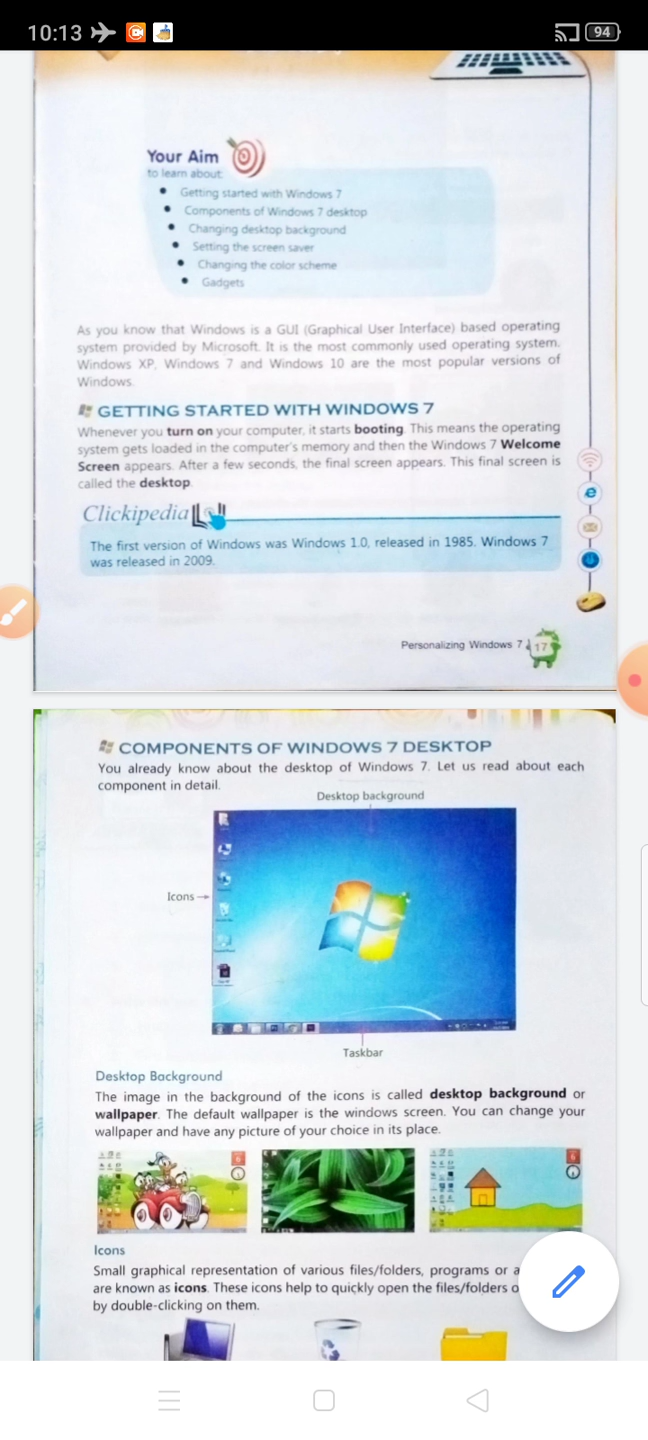 10:13
94
Your Aim
to learn about:
Getting started with Windows 7
Components of Windows 7 desktop
Changing desktop background
Setting the screen saver
Changing the color scheme
Gadgets
As you know that Windows is a GUI (Graphical User Interface) based operating
system provided by Microsoft. It is the most commonly used operating system.
Windows XP, Windows 7 and Windows 10 are the most popular versions of
Windows.
GETTING STARTED WITH WINDOWS 7
Whenever you turn on your computer, it starts booting. This means the operating
system gets loaded in the computer's memory and then the Windows 7 Welcome
Screen appears. After a few seconds, the final screen appears. This final screen is
called the desktop.
Clickipedia
The first version of Windows was Windows 1.0, released in 1985. Windows 7
was released in 2009.
Personalizing Windows 7 17
COMPONENTS OF WINDOWS 7 DESKTOP
You already know about the desktop of Windows 7. Let us read about each
component in detail.
Desktop background
Icons
Taskbar
Desktop Background
The image in the background of the icons is called desktop background or
wallpaper. The default wallpaper is the windows screen. You can change your
wallpaper and have any picture of your choice in its place.
Icons
Small graphical representation of various files/folders, programs or
are known as icons. These icons help to quickly open the files/folders
by double-clicking on them.